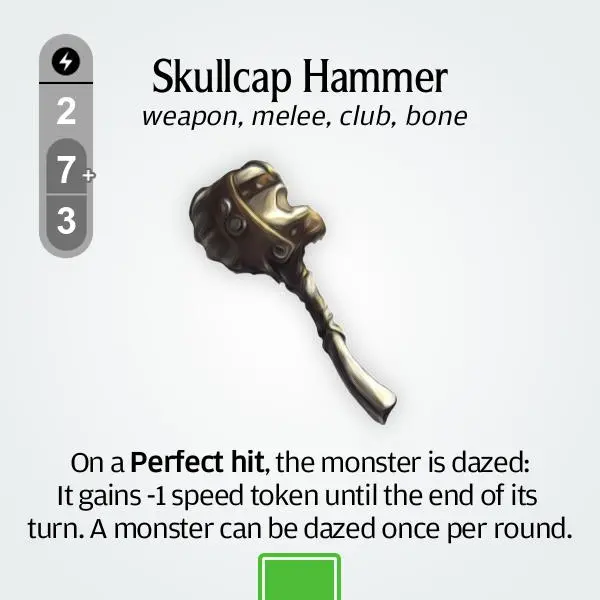 Skullcap Hammer
weapon, melee, club, bone
2
7+
3
On a Perfect hit, the monster is dazed:
It gains -1 speed token until the end of its
turn. A monster can be dazed once per round.